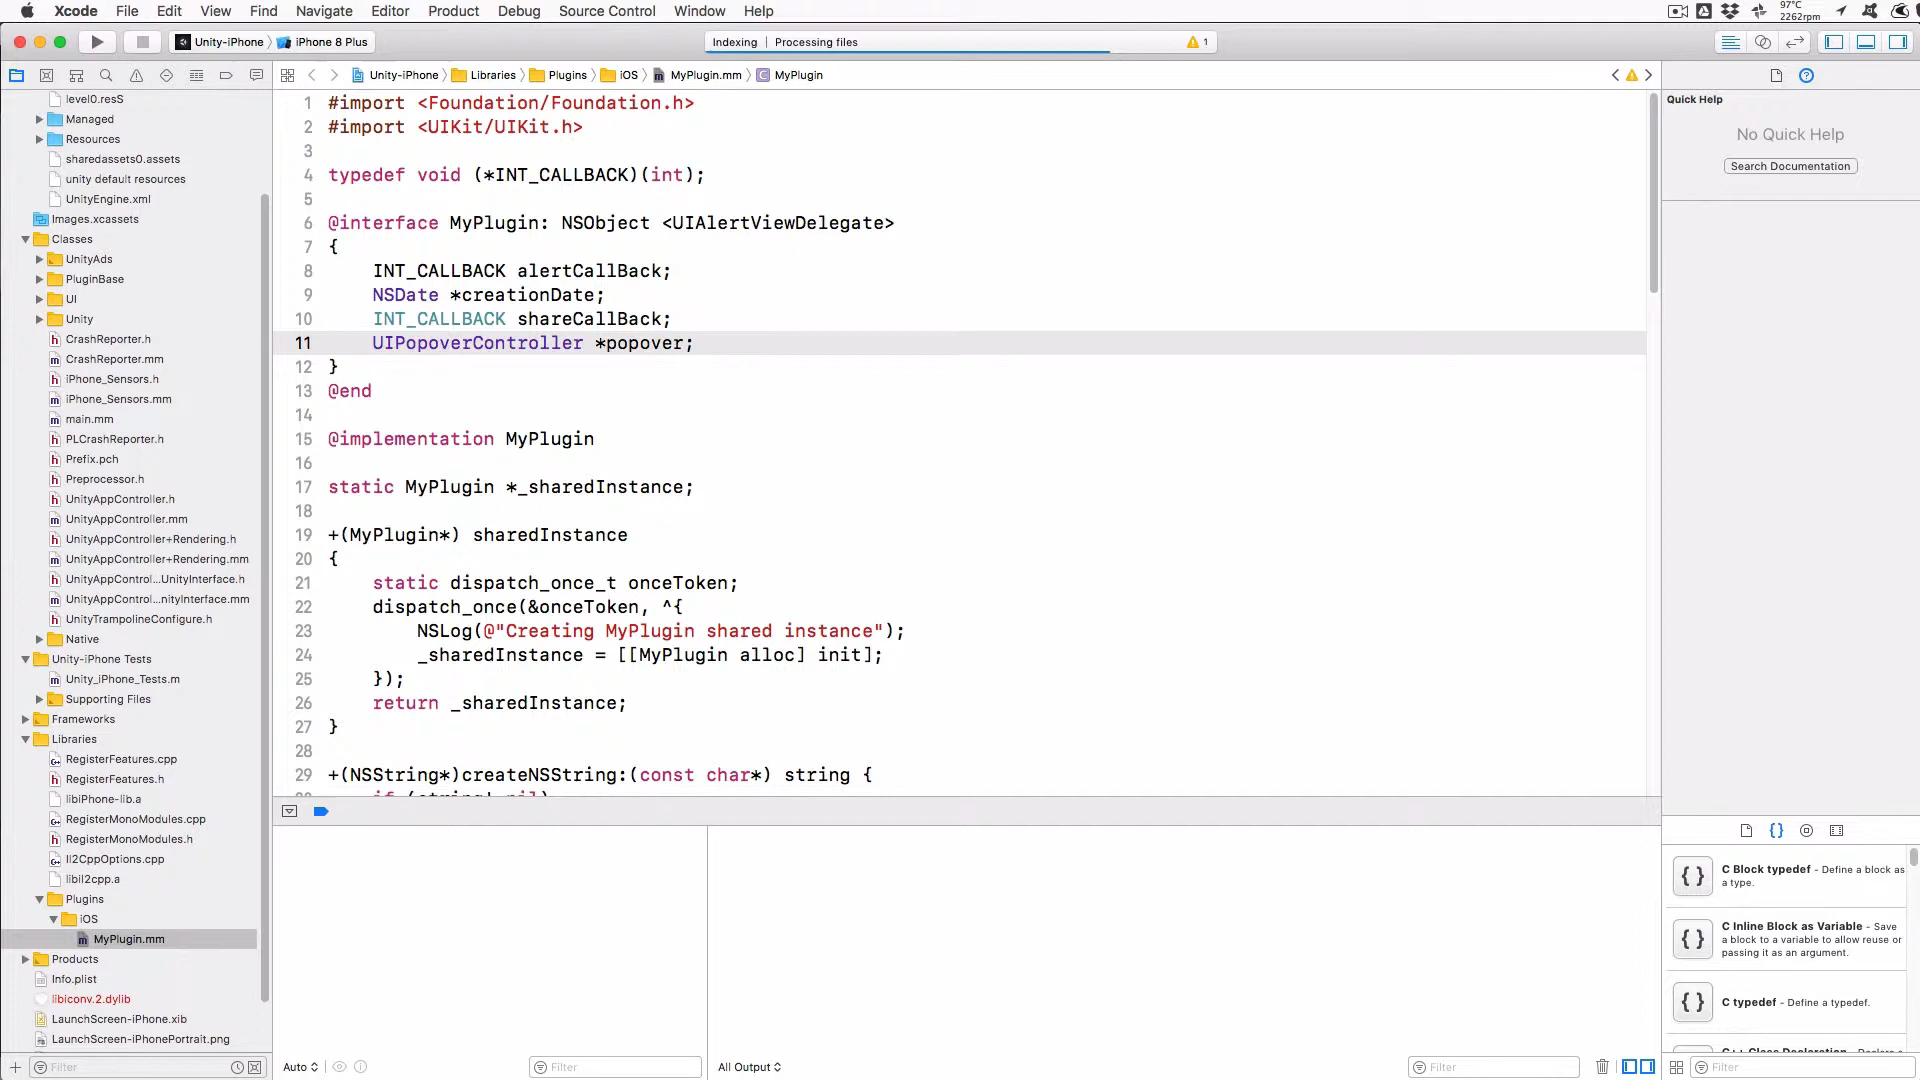 Xcode File Edit View Find Navigate Editor Product Debug Source Control Window Help
97°C
2262rpm
Unity-iPhone iPhone 8 Plus
Indexing | Processing files
1
Unity-iPhone Libraries Plugins iOS MyPlugin.mm MyPlugin
level0.resS
Managed
Resources
sharedassets0.assets
unity default resources
UnityEngine.xml
Images.xcassets
Classes
UnityAds
PluginBase
UI
Unity
CrashReporter.h
CrashReporter.mm
iPhone_Sensors.h
iPhone_Sensors.mm
main.mm
PLCrashReporter.h
Prefix.pch
Preprocessor.h
UnityAppController.h
UnityAppController.mm
UnityAppController+Rendering.h
UnityAppController+Rendering.mm
UnityAppControl...UnityInterface.h
UnityAppControl...nityInterface.mm
UnityTrampolineConfigure.h
Native
Unity-iPhone Tests
Unity_iPhone_Tests.m
Supporting Files
Frameworks
Libraries
RegisterFeatures.cpp
RegisterFeatures.h
libiPhone-lib.a
RegisterMonoModules.cpp
RegisterMonoModules.h
Il2CppOptions.cpp
libil2cpp.a
Plugins
iOS
MyPlugin.mm
Products
Info.plist
libiconv.2.dylib
LaunchScreen-iPhone.xib
LaunchScreen-iPhonePortrait.png
Filter
1 #import <Foundation/Foundation.h>
2 #import <UIKit/UIKit.h>
3
4 typedef void (*INT_CALLBACK)(int);
5
6 @interface MyPlugin: NSObject <UIAlertViewDelegate>
7 {
8 INT_CALLBACK alertCallBack;
9 NSDate *creationDate;
10 INT_CALLBACK shareCallBack;
11 UIPopoverController *popover;
12 }
13 @end
14
15 @implementation MyPlugin
16
17 static MyPlugin *_sharedInstance;
18
19 +(MyPlugin*) sharedInstance
20 {
21 static dispatch_once_t onceToken;
22 dispatch_once(&onceToken, ^{
23 NSLog(@"Creating MyPlugin shared instance");
24 _sharedInstance = [[MyPlugin alloc] init];
25 });
26 return _sharedInstance;
27 }
28
29 +(NSString*)createNSString:(const char*) string {
Auto
Filter
All Output
Filter
Quick Help
No Quick Help
Search Documentation
C Block typedef - Define a block as
a type.
C Inline Block as Variable - Save
a block to a variable to allow reuse or
passing it as an argument.
C typedef - Define a typedef.
Filter